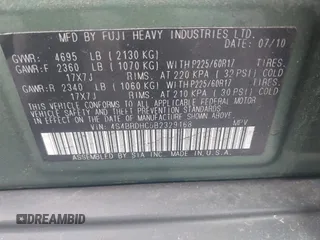 MFD BY FUJI HEAVY INDUSTRIES LTD.
DATE: 07/10
GVWR: 4695 LB (2130 KG)
GAWR:F 2360 LB (1070 KG) WITH P225/60R17 TIRES,
17X7J RIMS, AT 220 KPA (32 PSI) COLD
GAWR:R 2340 LB (1060 KG) WITH P225/60R17 TIRES,
17X7J RIMS, AT 210 KPA (30 PSI) COLD
THIS VEHICLE CONFORMS TO ALL APPLICABLE FEDERAL MOTOR
VEHICLE SAFETY AND THEFT PREVENTION STANDARDS IN EFFECT
ON THE DATE OF MANUFACTURE SHOWN ABOVE.
VIN: 4S4BRDHC5B2329168 MPV
ASSEMBLED BY SIA MADE IN U.S.A.
DREAMBID